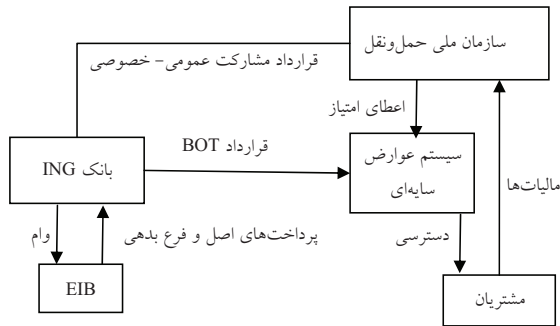 سازمان ملی حمل‌ونقل
قرارداد مشارکت عمومی- خصوصی
اعطای امتیاز
قرارداد BOT
سیستم عوارض
سایه‌ای
بانک ING
مالیات‌ها
وام
پرداخت‌های اصل و فرع بدهی
دسترسی
EIB
مشتریان